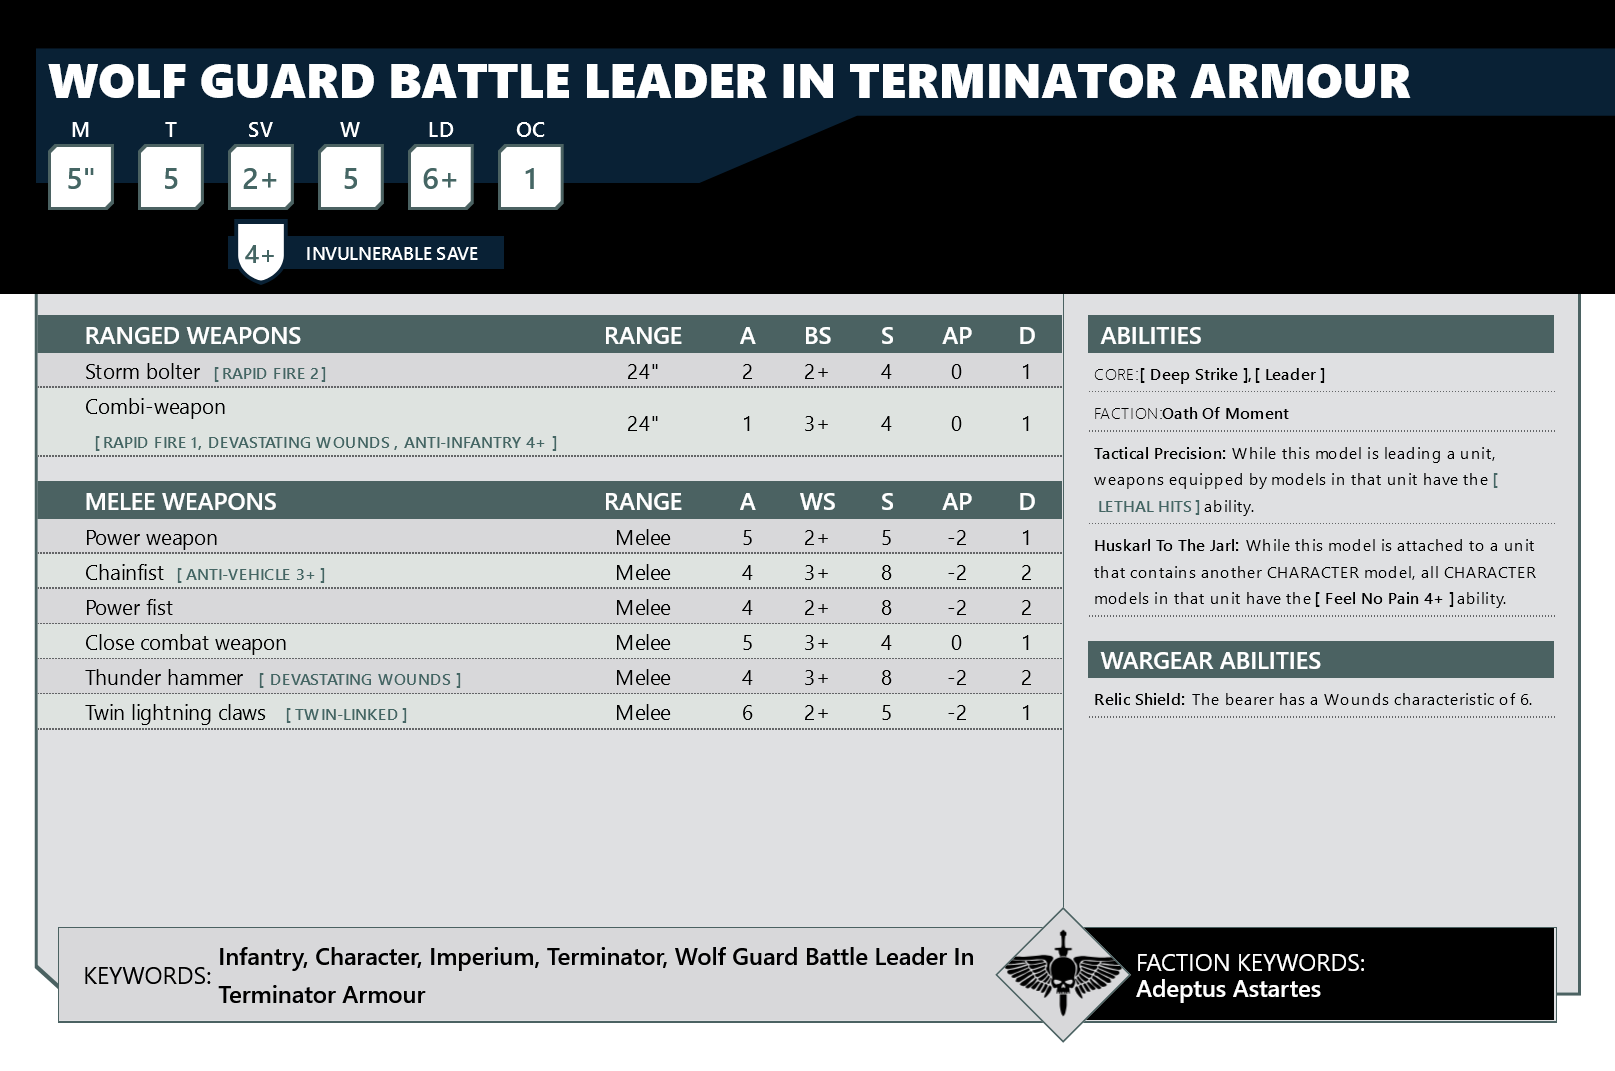 WOLF GUARD BATTLE LEADER IN TERMINATOR ARMOUR
M T SV W LD OC
5" 5 2+ 5 6+ 1
4+ INVULNERABLE SAVE
RANGED WEAPONS RANGE A BS S AP D
Storm bolter [ RAPID FIRE 2 ] 24" 2 2+ 4 0 1
Combi-weapon
24" 1 3+ 4 0 1
[ RAPID FIRE 1, DEVASTATING WOUNDS , ANTI-INFANTRY 4+ ]
MELEE WEAPONS RANGE A WS S AP D
Power weapon Melee 5 2+ 5 -2 1
Chainfist [ ANTI-VEHICLE 3+ ] Melee 4 3+ 8 -2 2
Power fist Melee 4 2+ 8 -2 2
Close combat weapon Melee 5 3+ 4 0 1
Thunder hammer [ DEVASTATING WOUNDS ] Melee 4 3+ 8 -2 2
Twin lightning claws [ TWIN-LINKED ] Melee 6 2+ 5 -2 1
ABILITIES
CORE:[ Deep Strike ], [ Leader ]
FACTION:Oath Of Moment
Tactical Precision: While this model is leading a unit,
weapons equipped by models in that unit have the [
LETHAL HITS ] ability.
Huskarl To The Jarl: While this model is attached to a unit
that contains another CHARACTER model, all CHARACTER
models in that unit have the [ Feel No Pain 4+ ] ability.
WARGEAR ABILITIES
Relic Shield: The bearer has a Wounds characteristic of 6.
KEYWORDS: Infantry, Character, Imperium, Terminator, Wolf Guard Battle Leader In
Terminator Armour
FACTION KEYWORDS:
Adeptus Astartes